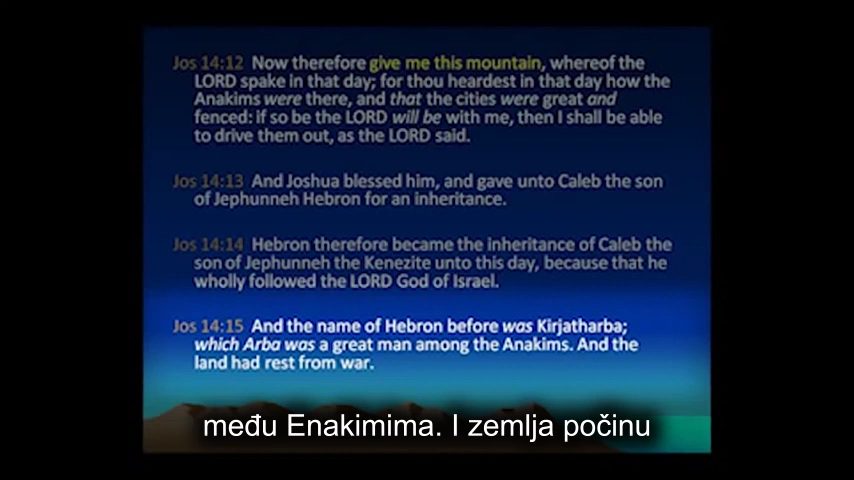 Jos 14:12 Now therefore give me this mountain, whereof the
LORD spake in that day; for thou heardest in that day how the
Anakims were there, and that the cities were great and
fenced: if so be the LORD will be with me, then I shall be able
to drive them out, as the LORD said.
Jos 14:13 And Joshua blessed him, and gave unto Caleb the son
of Jephunneh Hebron for an inheritance.
Jos 14:14 Hebron therefore became the inheritance of Caleb the
son of Jephunneh the Kenezite unto this day, because that he
wholly followed the LORD God of Israel.
Jos 14:15 And the name of Hebron before was Kirjatharba;
which Arba was a great man among the Anakims. And the
land had rest from war.
među Enakimima. I zemlja počinu